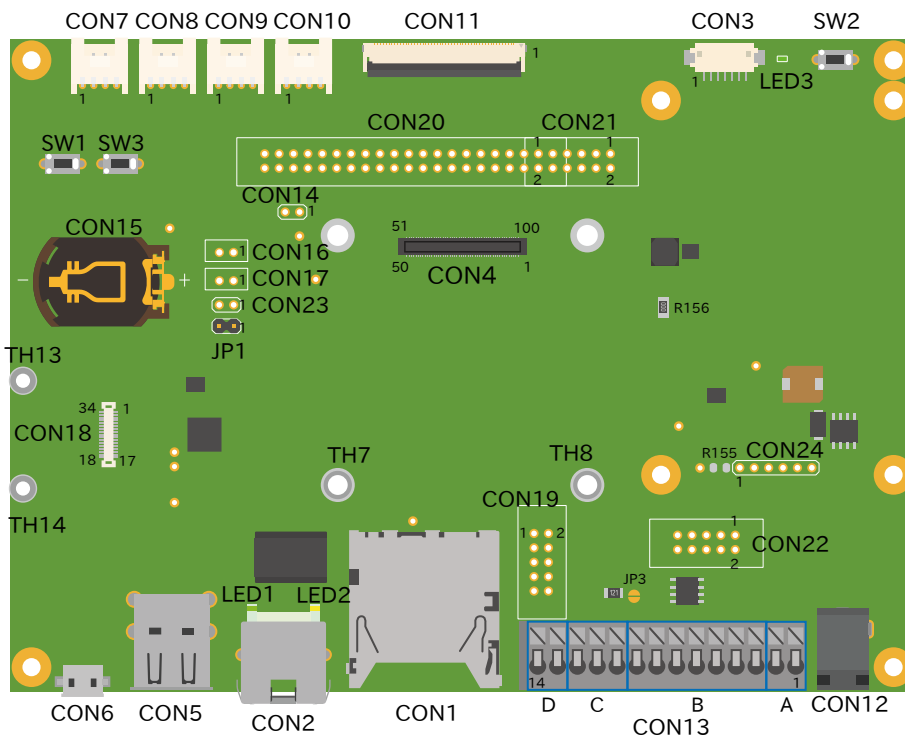 CON7 CON8 CON9 CON10 CON11 CON3 SW2
1 1 1 1 1 1 LED3
CON20 CON21
SW1 SW3 1 1
2 2
CON14 1
CON15 51 100
CON16 1
50 CON4 1
- + CON17 1
CON23 1 R156
JP1 1
TH13
34 1
CON18
18 17
TH7 TH8 R155 CON24
1
CON19
TH14
1 2 1
CON22
2
JP3
LED1 LED2 121
14 1
CON6 CON5 CON2 CON1 D C B A CON12
CON13